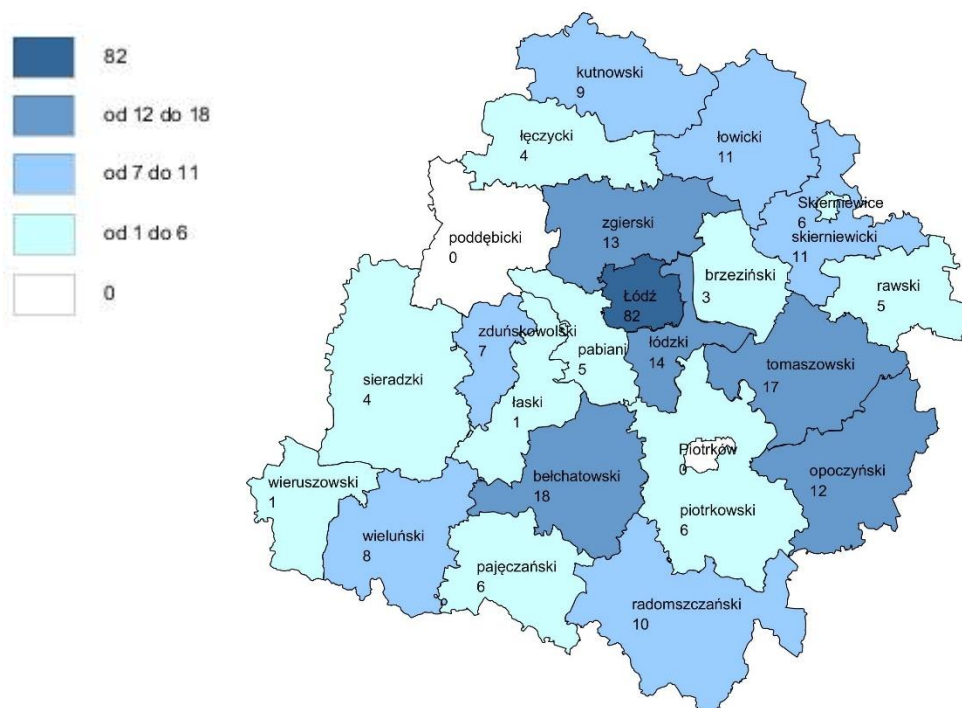 82
od 12 do 18
od 7 do 11
od 1 do 6
0
kutnowski
9
łęczycki
4
łowicki
11
Skierniewice
6
skierniewicki
11
zgierski
13
poddębicki
0
brzeziński
3
rawski
5
Łódź
82
zduńskowolski
7
pabiani
5
łódzki
14
tomaszowski
17
sieradzki
4
łaski
1
Piotrków
0
bełchatowski
18
opoczyński
12
wieruszowski
1
piotrkowski
6
wieluński
8
pajęczański
6
radomszczański
10